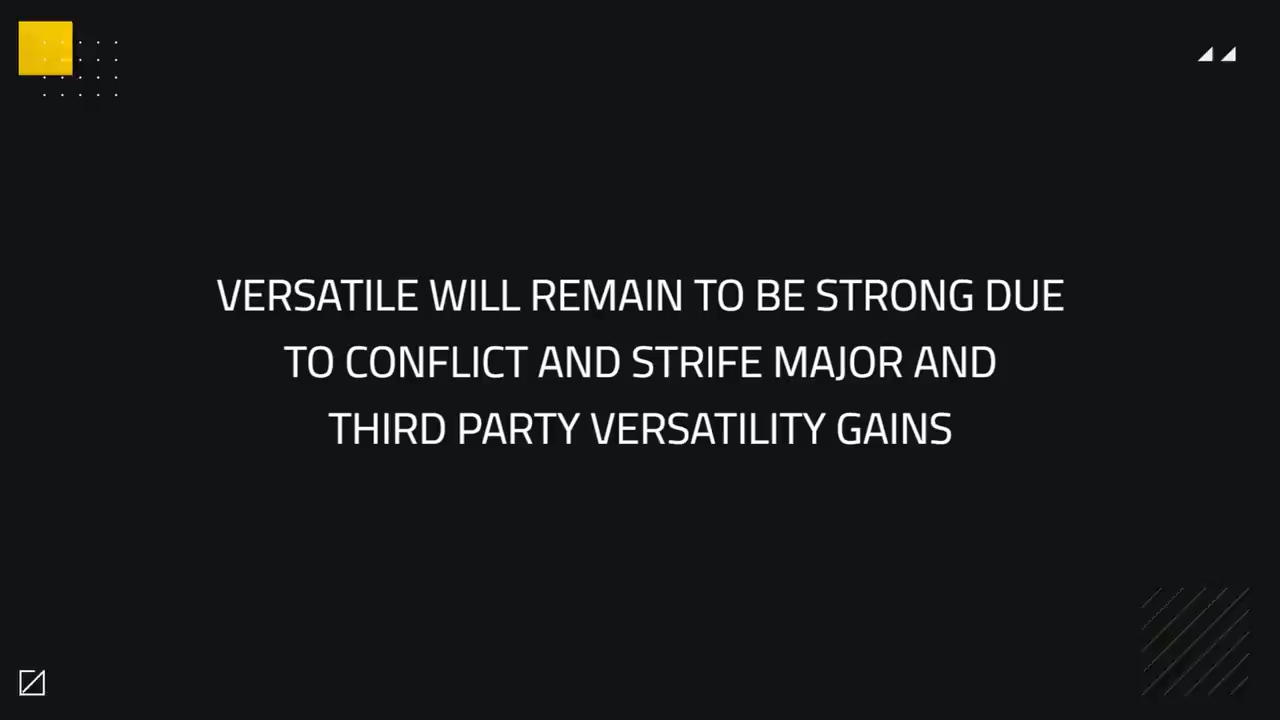 VERSATILE WILL REMAIN TO BE STRONG DUE
TO CONFLICT AND STRIFE MAJOR AND
THIRD PARTY VERSATILITY GAINS